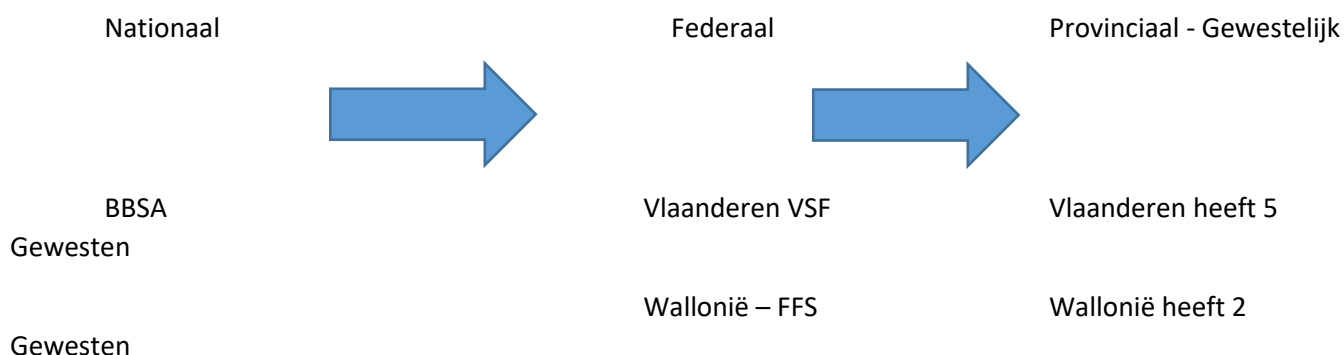 Nationaal Federaal Provinciaal - Gewestelijk
BBSA Vlaanderen VSF Vlaanderen heeft 5
Gewesten
Wallonië – FFS Wallonië heeft 2
Gewesten